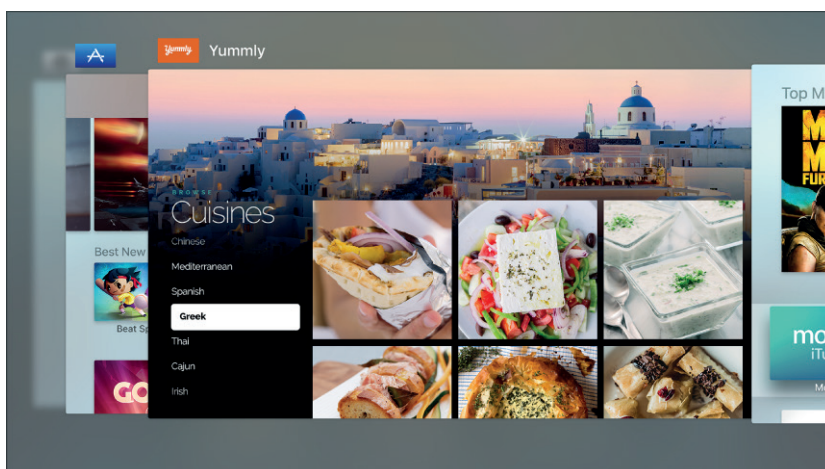 Yummly
Yummly
Top M
BROWSE
Cuisines
Chinese
Mediterranean
Spanish
Greek
Thai
Cajun
Irish
Best New
Beat Sp
GO
M
M
FUR
mo
iTu
Mo